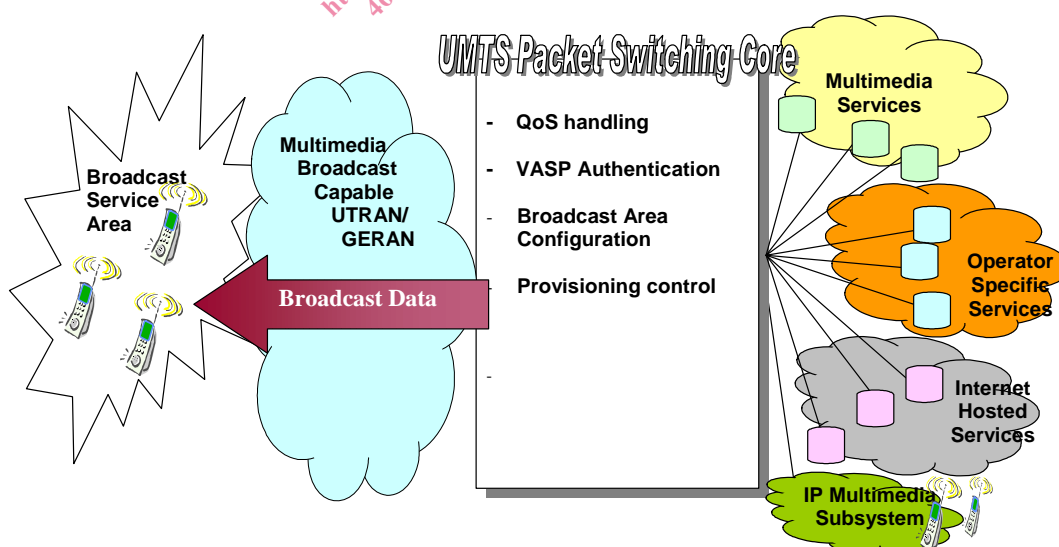 UMTS Packet Switching Core
Broadcast
Service
Area
Multimedia
Broadcast
Capable
UTRAN/
GERAN
Broadcast Data
- QoS handling
- VASP Authentication
- Broadcast Area
Configuration
- Provisioning control
-
Multimedia
Services
Operator
Specific
Services
Internet
Hosted
Services
IP Multimedia
Subsystem